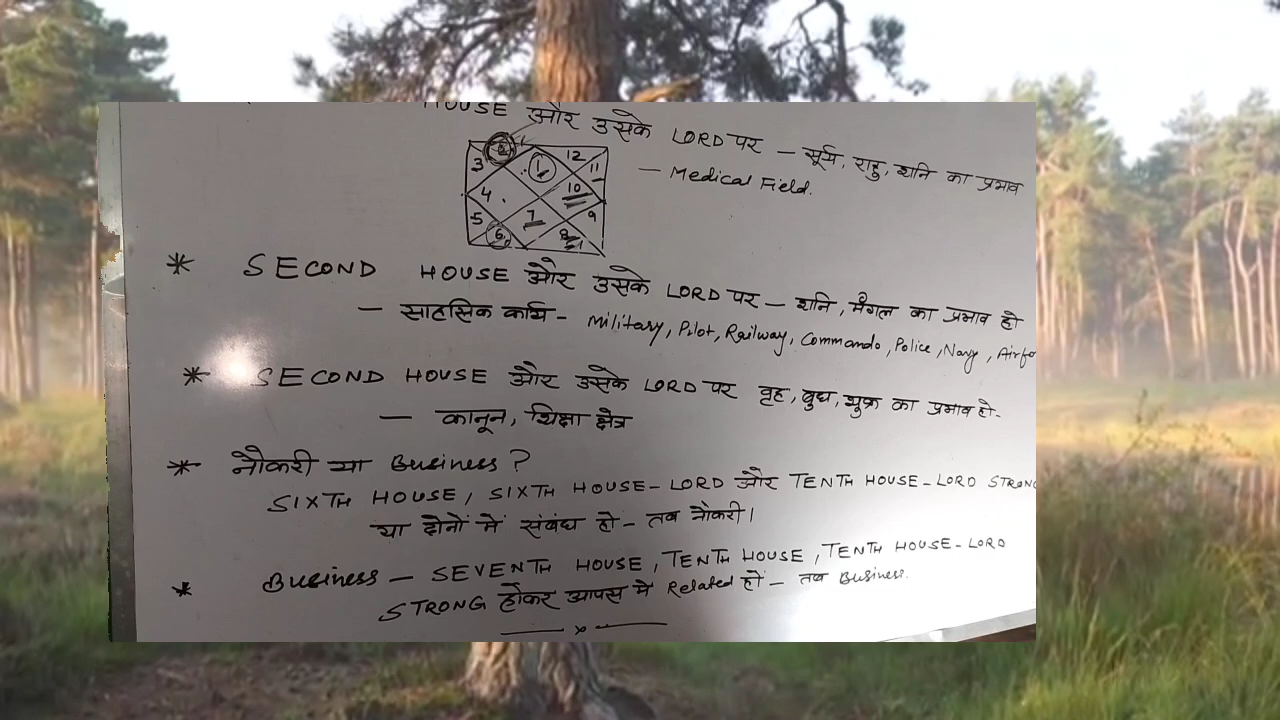 HOUSE और उसके LORD पर – सूर्य, राहु, शनि का प्रभाव
– Medical Field.
2 1 12
3 11
4 10
5 7 9
6 8
* SECOND HOUSE और उसके LORD पर – शनि, मंगल का प्रभाव हो
– साहसिक कार्य – Military, Pilot, Railway, Commando, Police, Navy, Airfo
* SECOND HOUSE और उसके LORD पर वृह, बुध, शुक्र का प्रभाव हो-
– कानून, शिक्षा क्षेत्र
* नौकरी या Business?
SIXTH HOUSE, SIXTH HOUSE-LORD और TENTH HOUSE-LORD STRONG
या दोनों में संबंध हो – तब नौकरी।
* Business – SEVENTH HOUSE, TENTH HOUSE, TENTH HOUSE-LORD
STRONG होकर आपस में Related हों – तब Business.
—x—